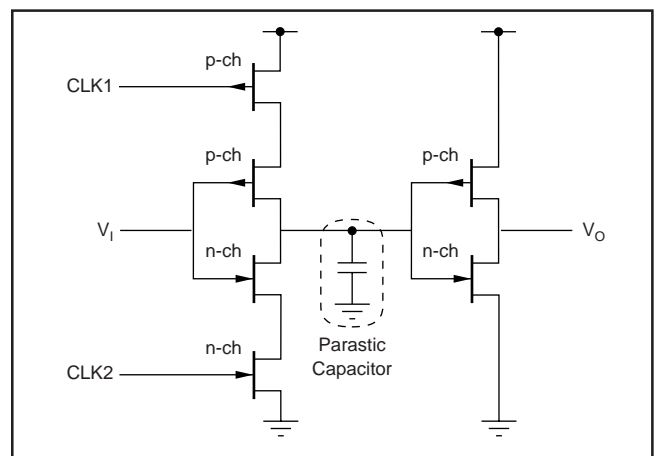 p-ch
CLK1
p-ch
p-ch
V_I
V_O
n-ch
n-ch
n-ch
CLK2
Parastic
Capacitor